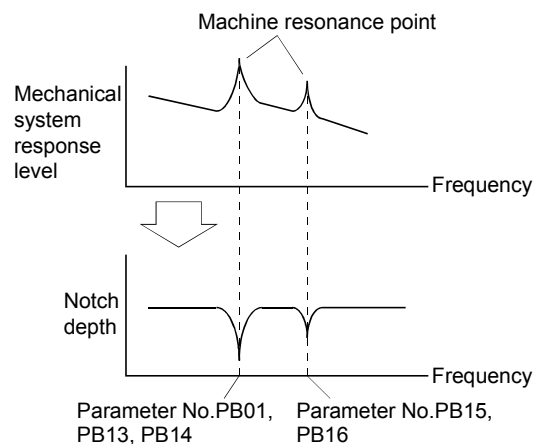 Machine resonance point
Mechanical
system
response
level
Frequency
Notch
depth
Frequency
Parameter No.PB01,
PB13, PB14
Parameter No.PB15,
PB16